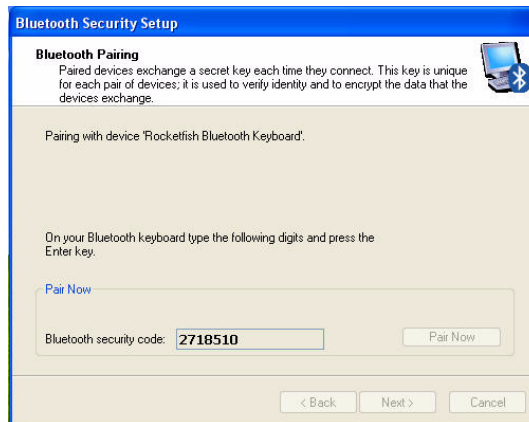 Bluetooth Security Setup
Bluetooth Pairing
Paired devices exchange a secret key each time they connect. This key is unique
for each pair of devices; it is used to verify identity and to encrypt the data that the
devices exchange.
Pairing with device 'Rocketfish Bluetooth Keyboard'.
On your Bluetooth keyboard type the following digits and press the
Enter key.
Pair Now
Bluetooth security code: 2718510 Pair Now
< Back Next > Cancel